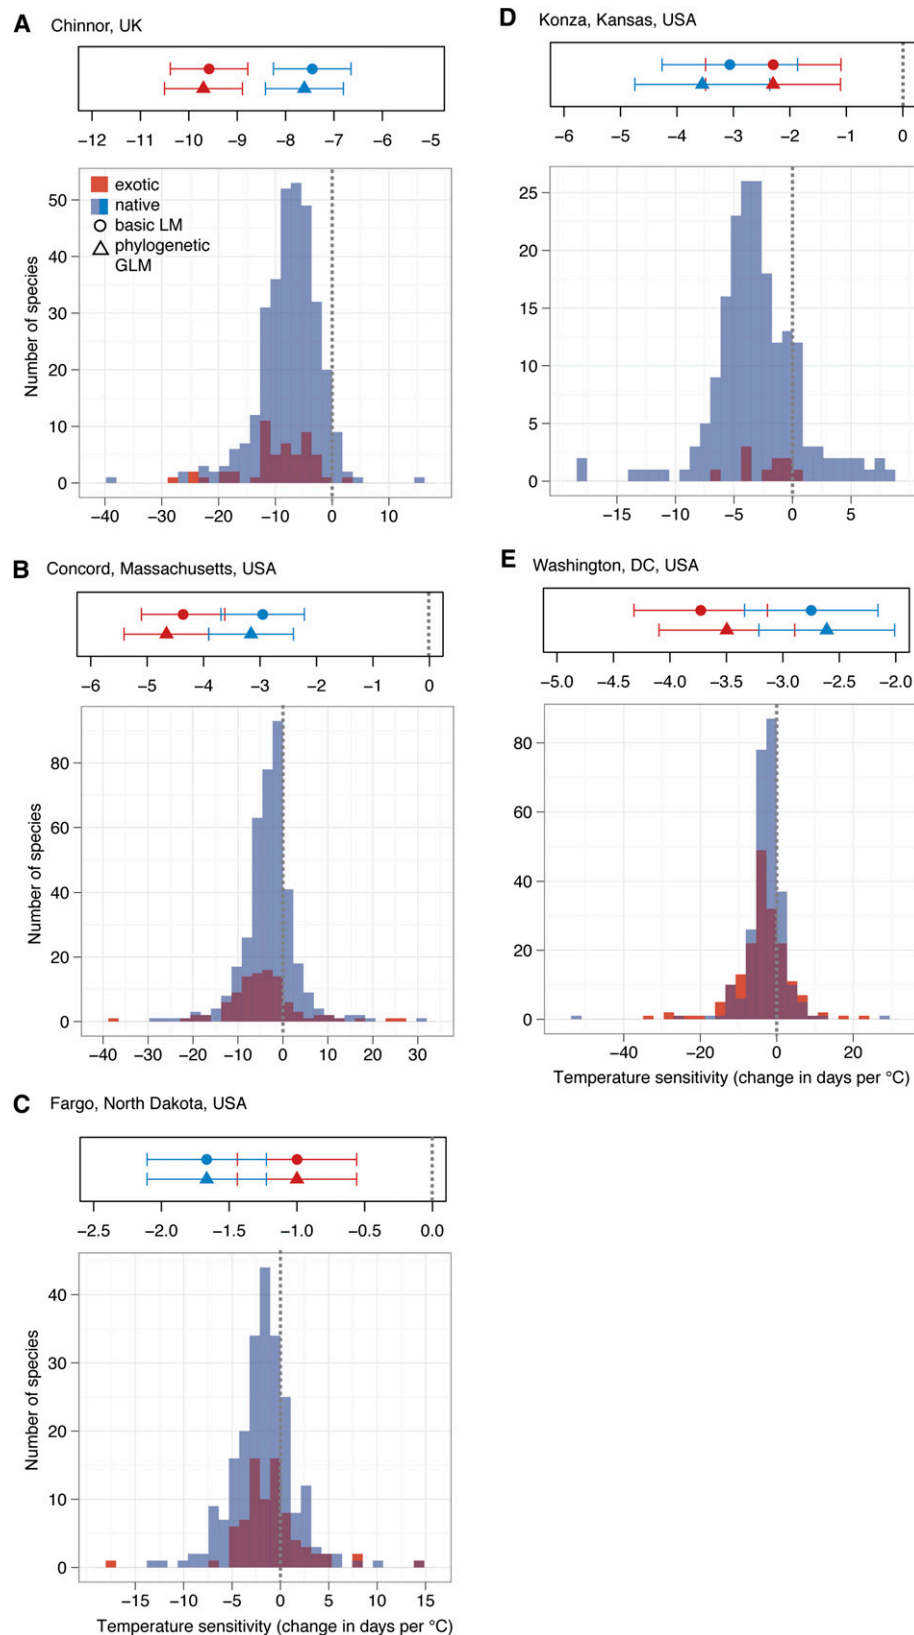 A Chinnor, UK
−12 −11 −10 −9 −8 −7 −6 −5
exotic
native
basic LM
phylogenetic
GLM
Number of species
50
40
30
20
10
0
−40 −30 −20 −10 0 10
B Concord, Massachusetts, USA
−6 −5 −4 −3 −2 −1 0
Number of species
80
60
40
20
0
−40 −30 −20 −10 0 10 20 30
C Fargo, North Dakota, USA
−2.5 −2.0 −1.5 −1.0 −0.5 0.0
Number of species
40
30
20
10
0
−15 −10 −5 0 5 10 15
Temperature sensitivity (change in days per °C)
D Konza, Kansas, USA
−6 −5 −4 −3 −2 −1 0
25
20
15
10
5
0
−15 −10 −5 0 5
E Washington, DC, USA
−5.0 −4.5 −4.0 −3.5 −3.0 −2.5 −2.0
80
60
40
20
0
−40 −20 0 20
Temperature sensitivity (change in days per °C)